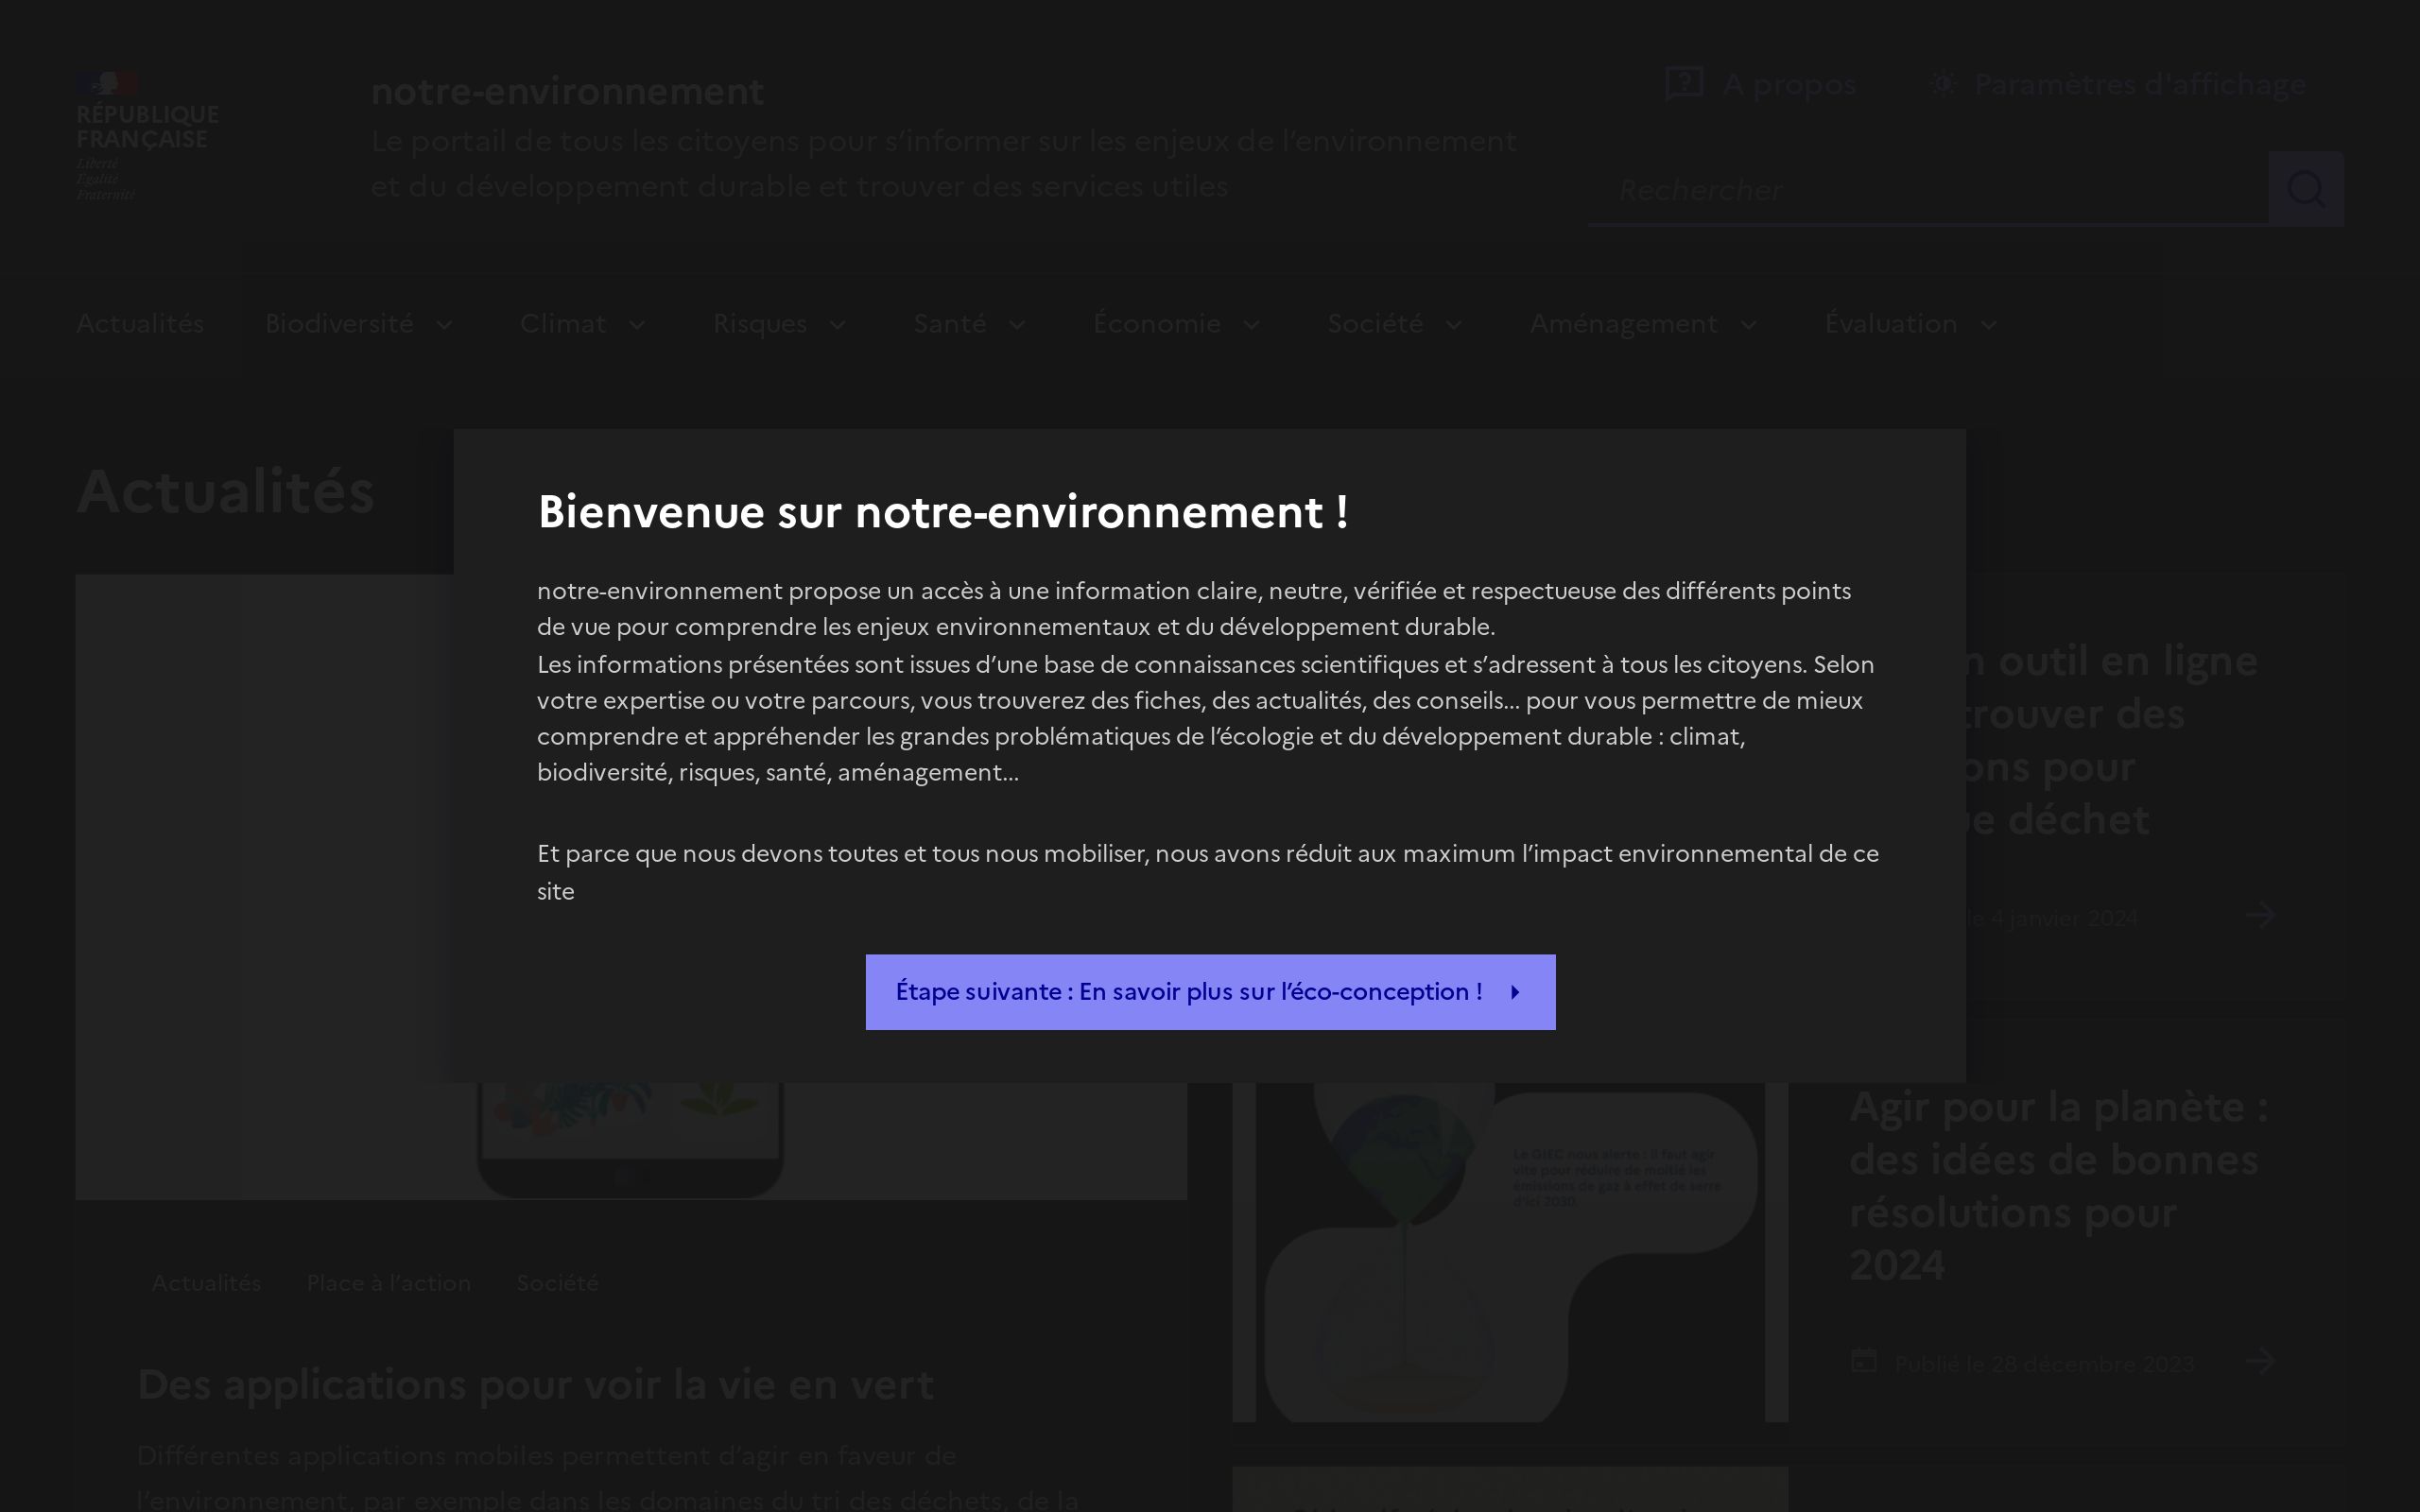 RÉPUBLIQUE
FRANÇAISE
Liberté
Égalité
Fraternité
notre-environnement
Le portail de tous les citoyens pour s’informer sur les enjeux de l’environnement
et du développement durable et trouver des services utiles
A propos
Paramètres d'affichage
Rechercher
Actualités
Biodiversité
Climat
Risques
Santé
Économie
Société
Aménagement
Évaluation
Actualités
Bienvenue sur notre-environnement !
notre-environnement propose un accès à une information claire, neutre, vérifiée et respectueuse des différents points
de vue pour comprendre les enjeux environnementaux et du développement durable.
Les informations présentées sont issues d’une base de connaissances scientifiques et s’adressent à tous les citoyens. Selon
votre expertise ou votre parcours, vous trouverez des fiches, des actualités, des conseils... pour vous permettre de mieux
comprendre et appréhender les grandes problématiques de l’écologie et du développement durable : climat,
biodiversité, risques, santé, aménagement...
Et parce que nous devons toutes et tous nous mobiliser, nous avons réduit aux maximum l’impact environnemental de ce
site
Étape suivante : En savoir plus sur l’éco-conception !
outil en ligne
trouver des
pour
déchet
le 4 janvier 2024
Le GIEC nous alerte : il faut agir
vite pour réduire de moitié les
émissions de gaz à effet de serre
d'ici 2030
Agir pour la planète :
des idées de bonnes
résolutions pour
2024
Publié le 28 décembre 2023
Actualités
Place à l’action
Société
Des applications pour voir la vie en vert
Différentes applications mobiles permettent d’agir en faveur de
l’environnement, par exemple dans les domaines du tri des déchets, de la